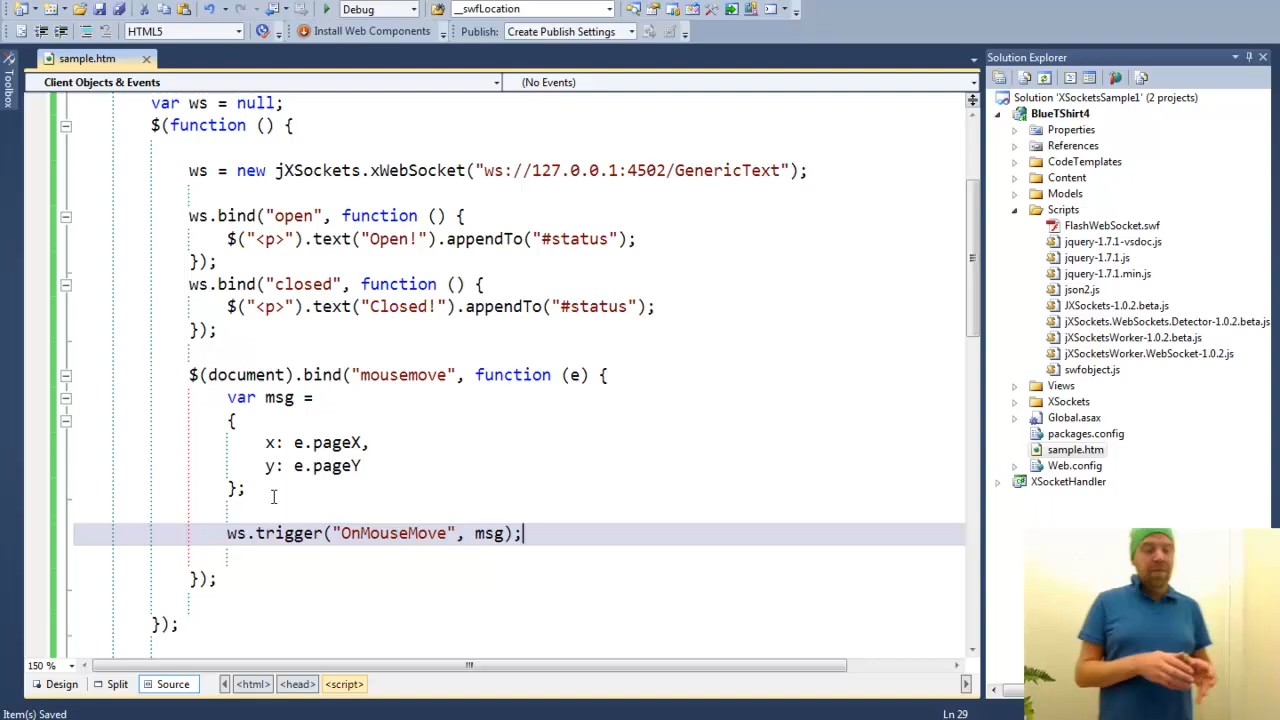 Debug
_swfLocation
HTML5
Install Web Components
Publish: Create Publish Settings
sample.htm
Client Objects & Events
(No Events)
Toolbox
var ws = null;
$(function () {
ws = new jXSockets.xWebSocket("ws://127.0.0.1:4502/GenericText");
ws.bind("open", function () {
$("<p>").text("Open!").appendTo("#status");
});
ws.bind("closed", function () {
$("<p>").text("Closed!").appendTo("#status");
});
$(document).bind("mousemove", function (e) {
var msg =
{
x: e.pageX,
y: e.pageY
};
ws.trigger("OnMouseMove", msg);
});
});
150 %
Design
Split
Source
<html>
<head>
<script>
Item(s) Saved
Ln 29
Solution Explorer
Solution 'XSocketsSample1' (2 projects)
BlueTShirt4
Properties
References
CodeTemplates
Content
Models
Scripts
FlashWebSocket.swf
jquery-1.7.1-vsdoc.js
jquery-1.7.1.js
jquery-1.7.1.min.js
json2.js
JXSockets-1.0.2.beta.js
jXSockets.WebSockets.Detector-1.0.2.beta.js
jXSocketsWorker-1.0.2.beta.js
jXSocketsWorker.WebSocket-1.0.2.js
swfobject.js
Views
XSockets
Global.asax
packages.config
sample.htm
Web.config
XSocketHandler